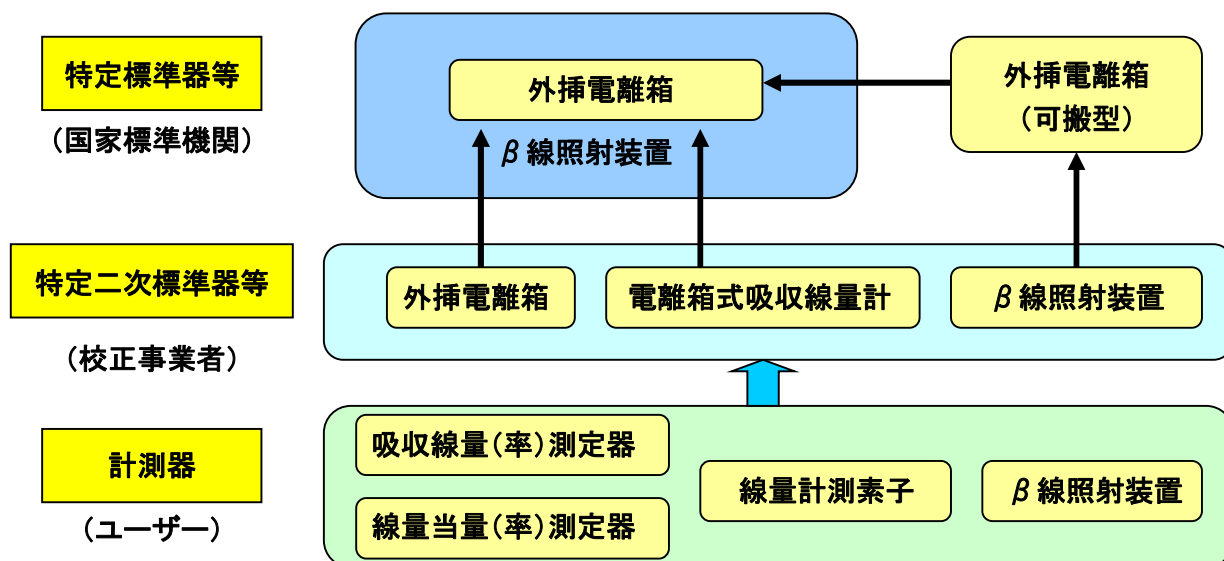 特定標準器等
（国家標準機関）
外挿電離箱
β線照射装置
外挿電離箱
（可搬型）
特定二次標準器等
（校正事業者）
外挿電離箱
電離箱式吸収線量計
β線照射装置
計測器
（ユーザー）
吸収線量（率）測定器
線量当量（率）測定器
線量計測素子
β線照射装置